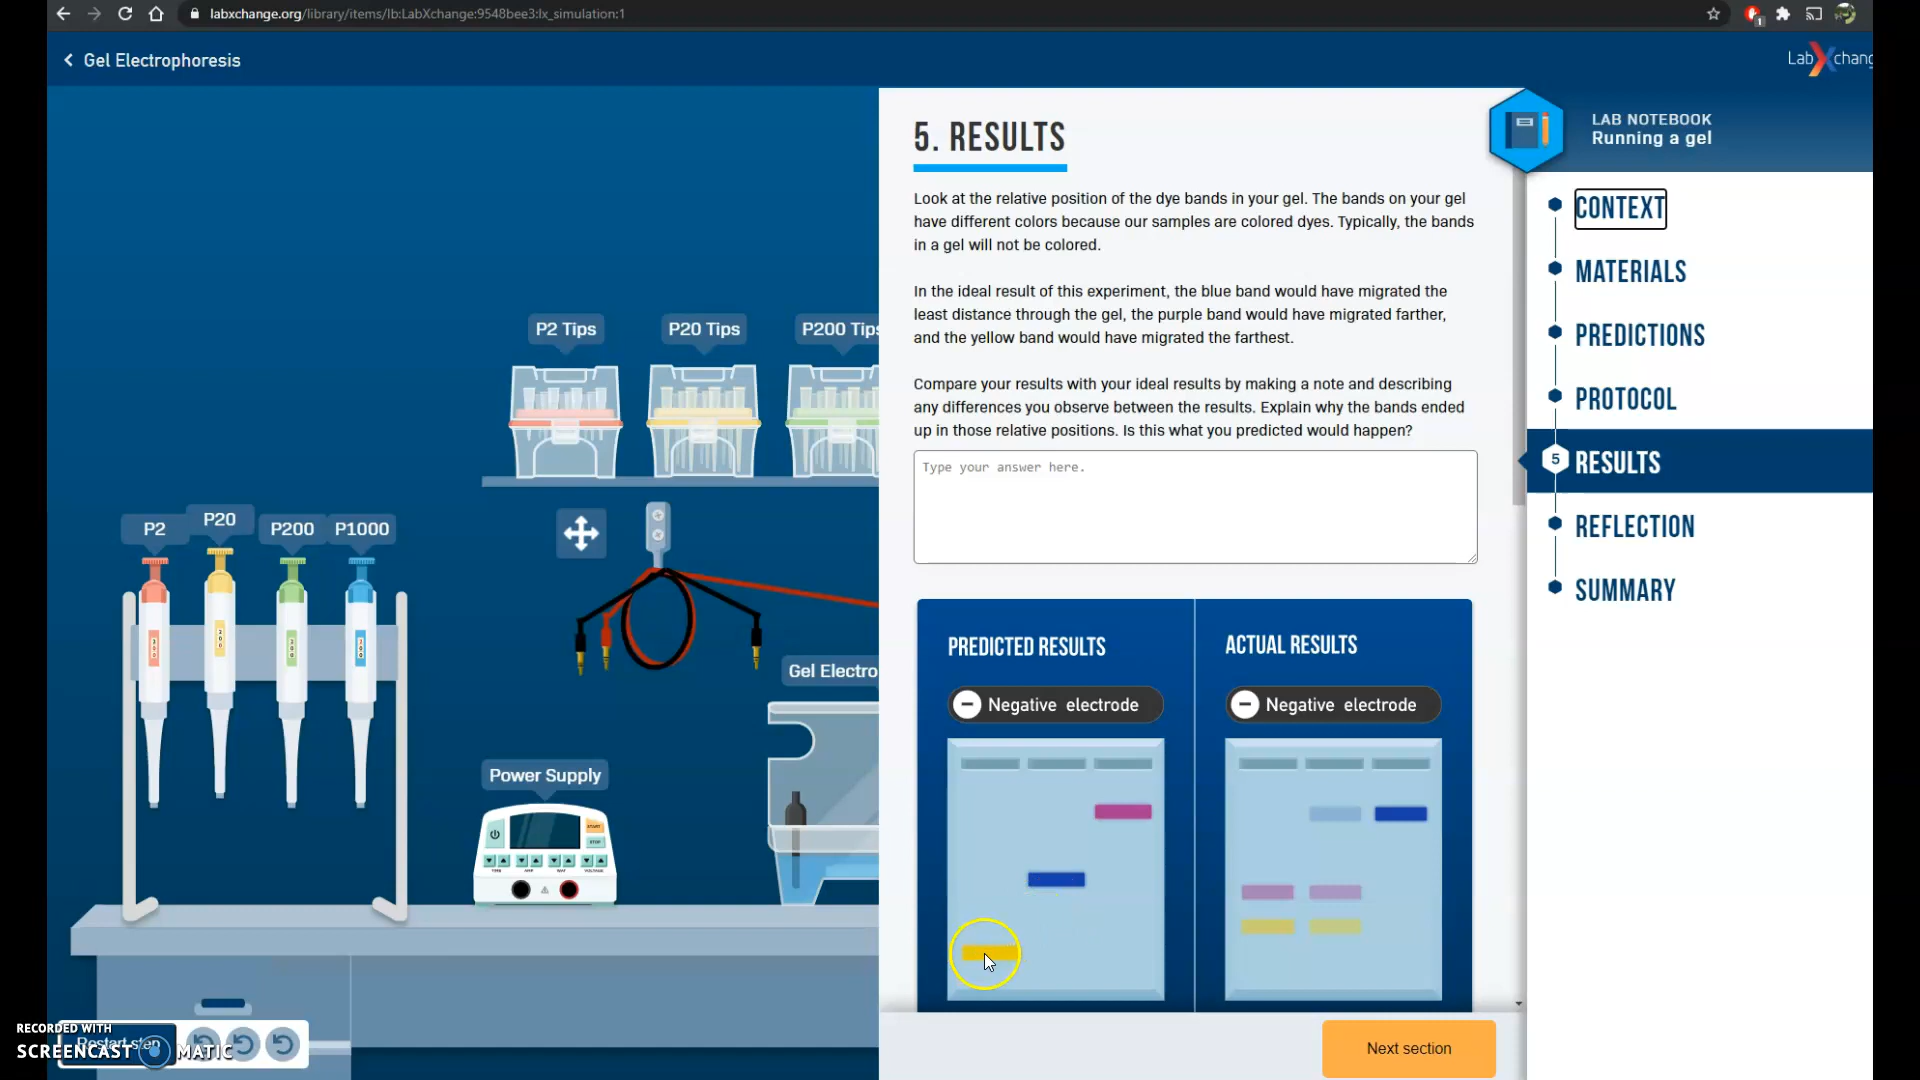 labxchange.org/library/items/lb:LabXchange:9548bee3:lx_simulation:1
Gel Electrophoresis
LabXchang
LAB NOTEBOOK
Running a gel
CONTEXT
MATERIALS
PREDICTIONS
PROTOCOL
5 RESULTS
REFLECTION
SUMMARY
5. RESULTS
Look at the relative position of the dye bands in your gel. The bands on your gel
have different colors because our samples are colored dyes. Typically, the bands
in a gel will not be colored.
In the ideal result of this experiment, the blue band would have migrated the
least distance through the gel, the purple band would have migrated farther,
and the yellow band would have migrated the farthest.
Compare your results with your ideal results by making a note and describing
any differences you observe between the results. Explain why the bands ended
up in those relative positions. Is this what you predicted would happen?
Type your answer here.
PREDICTED RESULTS
ACTUAL RESULTS
Negative electrode
Negative electrode
Next section
P2 Tips
P20 Tips
P200 Tips
P2
P20
P200
P1000
Gel Electro
Power Supply
START
STOP
Restart step
RECORDED WITH
SCREENCAST MATIC